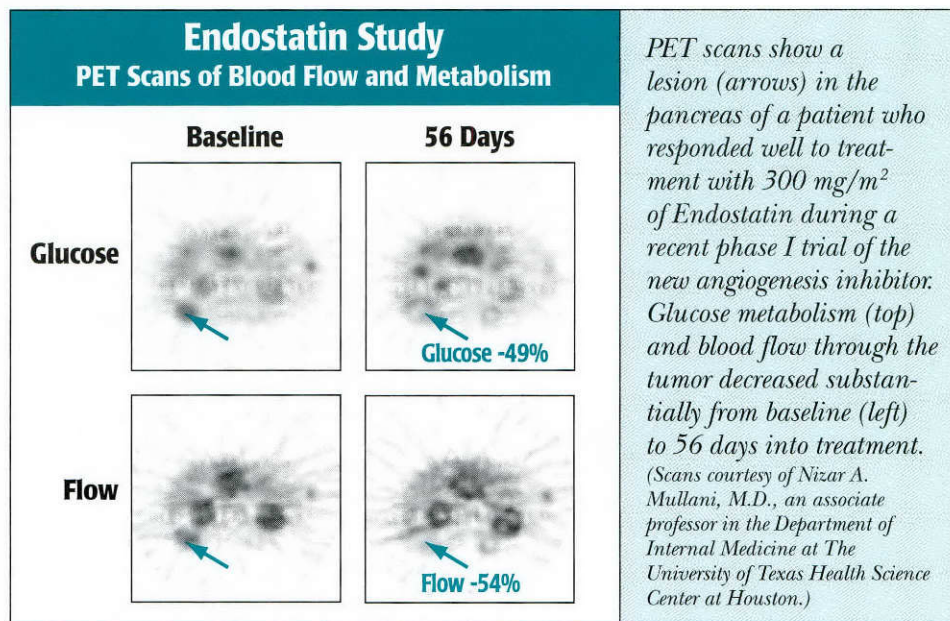 Endostatin Study
PET Scans of Blood Flow and Metabolism
Baseline
56 Days
Glucose
Glucose -49%
Flow
Flow -54%
PET scans show a
lesion (arrows) in the
pancreas of a patient who
responded well to treat-
ment with 300 mg/m²
of Endostatin during a
recent phase I trial of the
new angiogenesis inhibitor.
Glucose metabolism (top)
and blood flow through the
tumor decreased substan-
tially from baseline (left)
to 56 days into treatment.
(Scans courtesy of Nizar A.
Mullani, M.D., an associate
professor in the Department of
Internal Medicine at The
University of Texas Health Science
Center at Houston.)